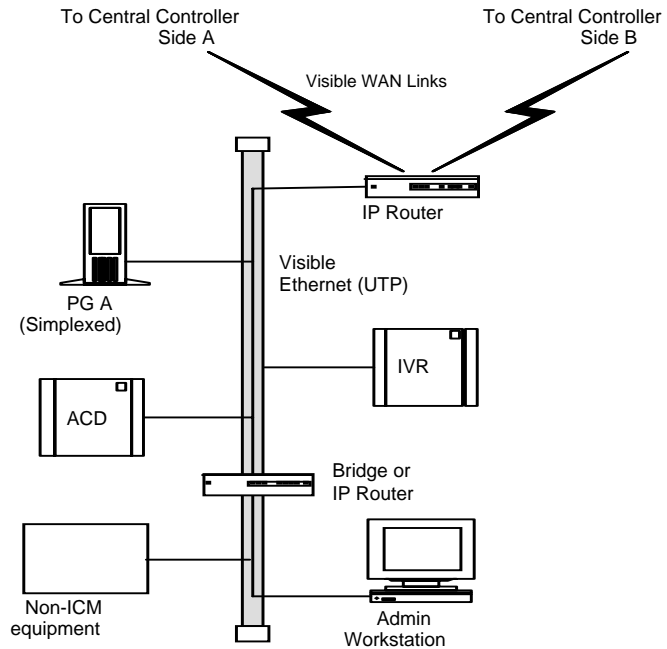 To Central Controller
Side A
To Central Controller
Side B
Visible WAN Links
IP Router
Visible
Ethernet (UTP)
PG A
(Simplexed)
IVR
ACD
Bridge or
IP Router
Non-ICM
equipment
Admin
Workstation